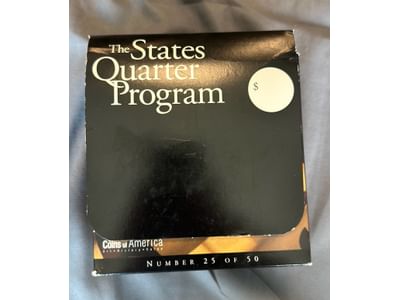 The States
Quarter
Program
$
Coins of America
NUMBER 25 OF 50